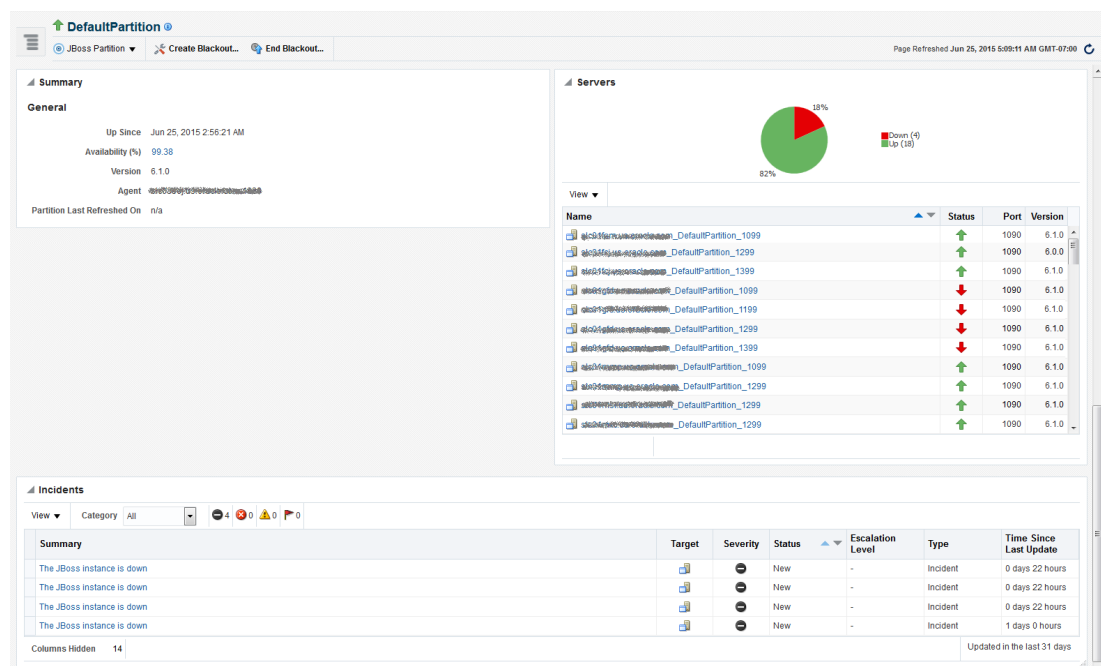 DefaultPartition
JBoss Partition Create Blackout... End Blackout...
Page Refreshed Jun 25, 2015 5:09:11 AM GMT-07:00
Summary
General
Up Since Jun 25, 2015 2:56:21 AM
Availability (%) 99.38
Version 6.1.0
Agent
Partition Last Refreshed On n/a
Servers
18%
82%
Down (4)
Up (18)
View
Name Status Port Version
_DefaultPartition_1099 1090 6.1.0
_DefaultPartition_1299 1090 6.0.0
_DefaultPartition_1399 1090 6.1.0
_DefaultPartition_1099 1090 6.1.0
_DefaultPartition_1199 1090 6.1.0
_DefaultPartition_1299 1090 6.1.0
_DefaultPartition_1399 1090 6.1.0
_DefaultPartition_1099 1090 6.1.0
_DefaultPartition_1299 1090 6.1.0
_DefaultPartition_1299 1090 6.1.0
_DefaultPartition_1299 1090 6.1.0
Incidents
View Category All 4 0 0 0
Summary Target Severity Status Escalation Level Type Time Since Last Update
The JBoss instance is down New - Incident 0 days 22 hours
The JBoss instance is down New - Incident 0 days 22 hours
The JBoss instance is down New - Incident 0 days 22 hours
The JBoss instance is down New - Incident 1 days 0 hours
Columns Hidden 14
Updated in the last 31 days